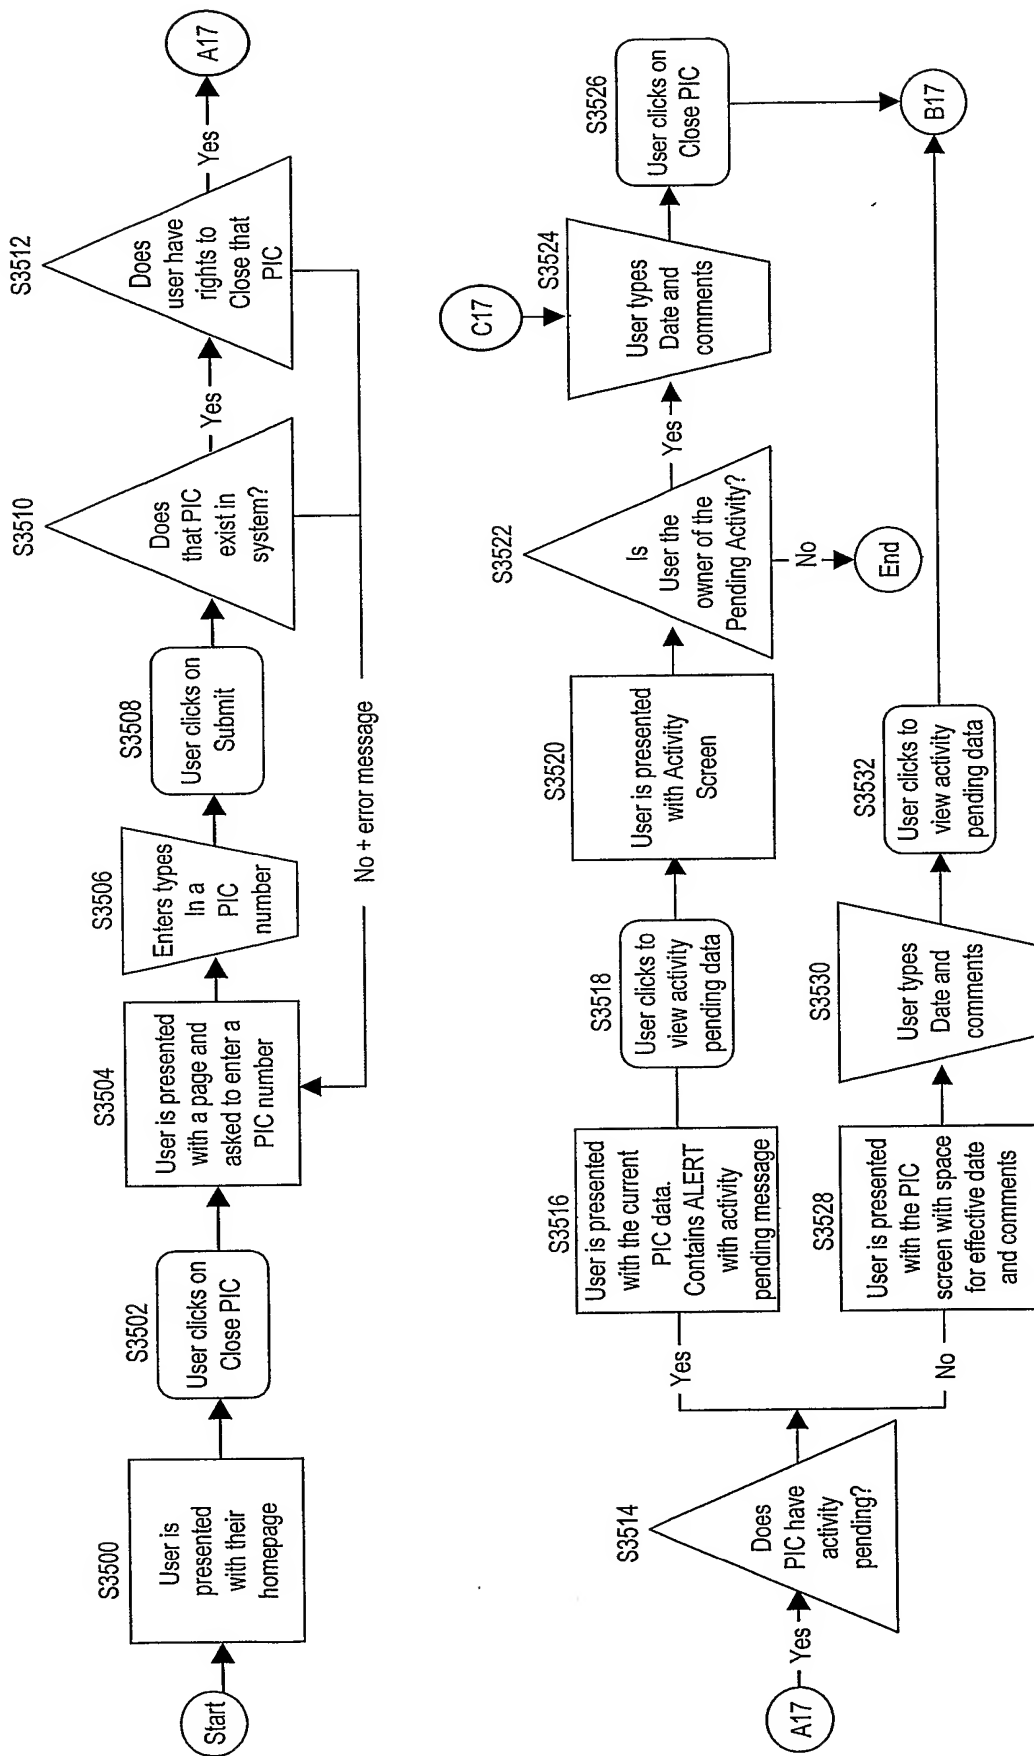 Start
S3500
User is
presented
with their
homepage
S3502
User clicks on
Close PIC
S3504
User is presented
with a page and
asked to enter a
PIC number
S3506
Enters types
In a
PIC
number
S3508
User clicks on
Submit
S3510
Does
that PIC
exist in
system?
Yes
S3512
Does
user have
rights to
Close that
PIC
Yes
A17
No + error message
A17
Yes
S3514
Does
PIC have
activity
pending?
Yes
S3516
User is presented
with the current
PIC data.
Contains ALERT
with activity
pending message
S3518
User clicks to
view activity
pending data
S3520
User is presented
with Activity
Screen
S3522
Is
User the
owner of the
Pending Activity?
Yes
No
End
C17
S3524
User types
Date and
comments
S3526
User clicks on
Close PIC
No
S3528
User is presented
with the PIC
screen with space
for effective date
and comments
S3530
User types
Date and
comments
S3532
User clicks to
view activity
pending data
B17